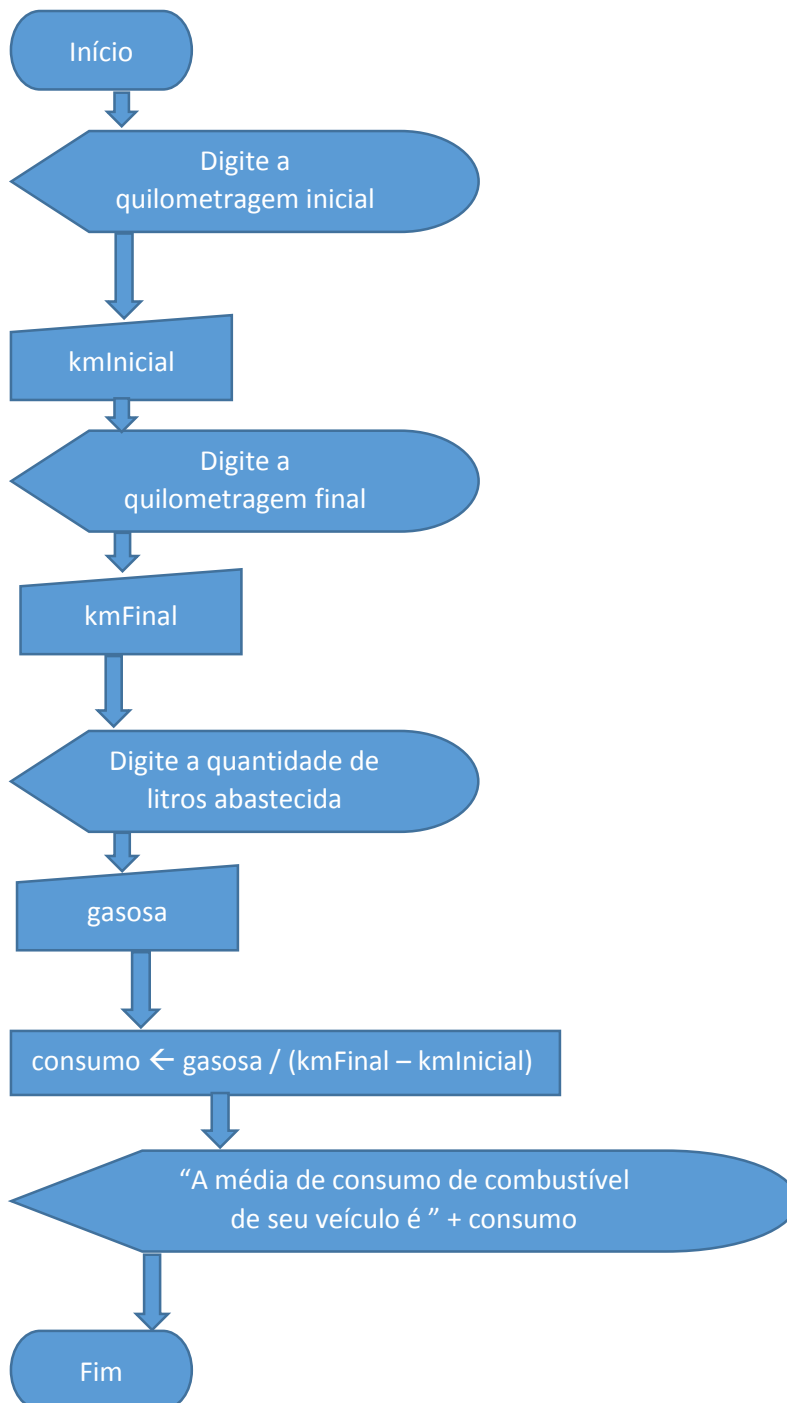 Início
Digite a
quilometragem inicial
kmInicial
Digite a
quilometragem final
kmFinal
Digite a quantidade de
litros abastecida
gasosa
consumo ← gasosa / (kmFinal – kmInicial)
“A média de consumo de combustível
de seu veículo é ” + consumo
Fim